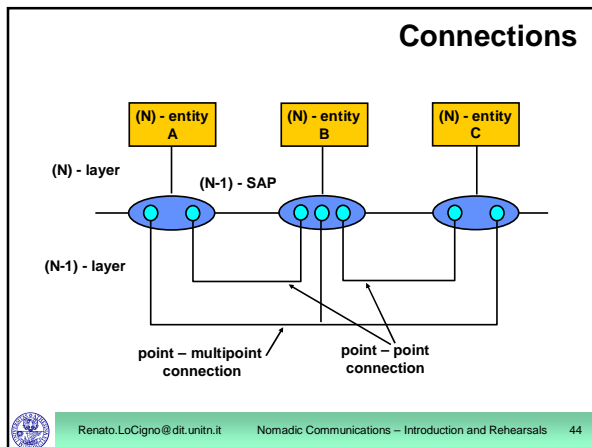 Connections
(N) - entity
A
(N) - entity
B
(N) - entity
C
(N) - layer
(N-1) - SAP
(N-1) - layer
point – multipoint
connection
point – point
connection
Renato.LoCigno@dit.unitn.it Nomadic Communications – Introduction and Rehearsals 44